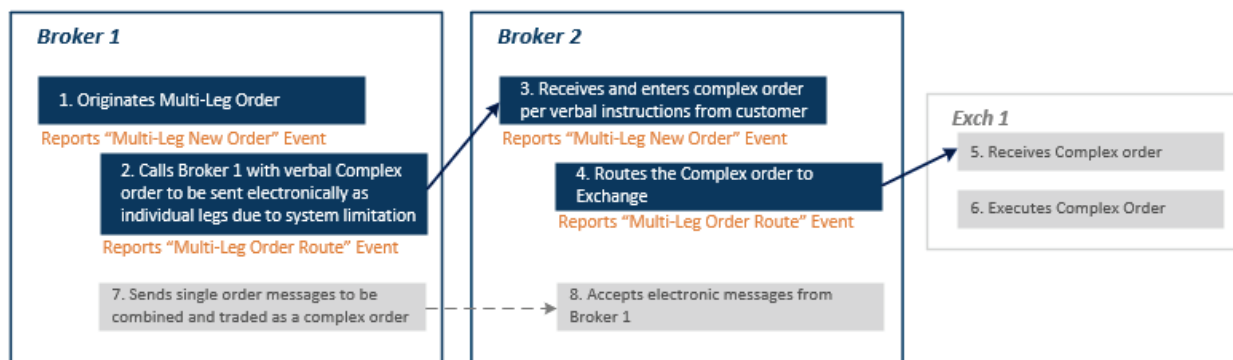 Broker 1
1. Originates Multi-Leg Order
Reports “Multi-Leg New Order” Event
2. Calls Broker 1 with verbal Complex
order to be sent electronically as
individual legs due to system limitation
Reports “Multi-Leg Order Route” Event
7. Sends single order messages to be
combined and traded as a complex order
Broker 2
3. Receives and enters complex order
per verbal instructions from customer
Reports “Multi-Leg New Order” Event
4. Routes the Complex order to
Exchange
Reports “Multi-Leg Order Route” Event
8. Accepts electronic messages from
Broker 1
Exch 1
5. Receives Complex order
6. Executes Complex Order